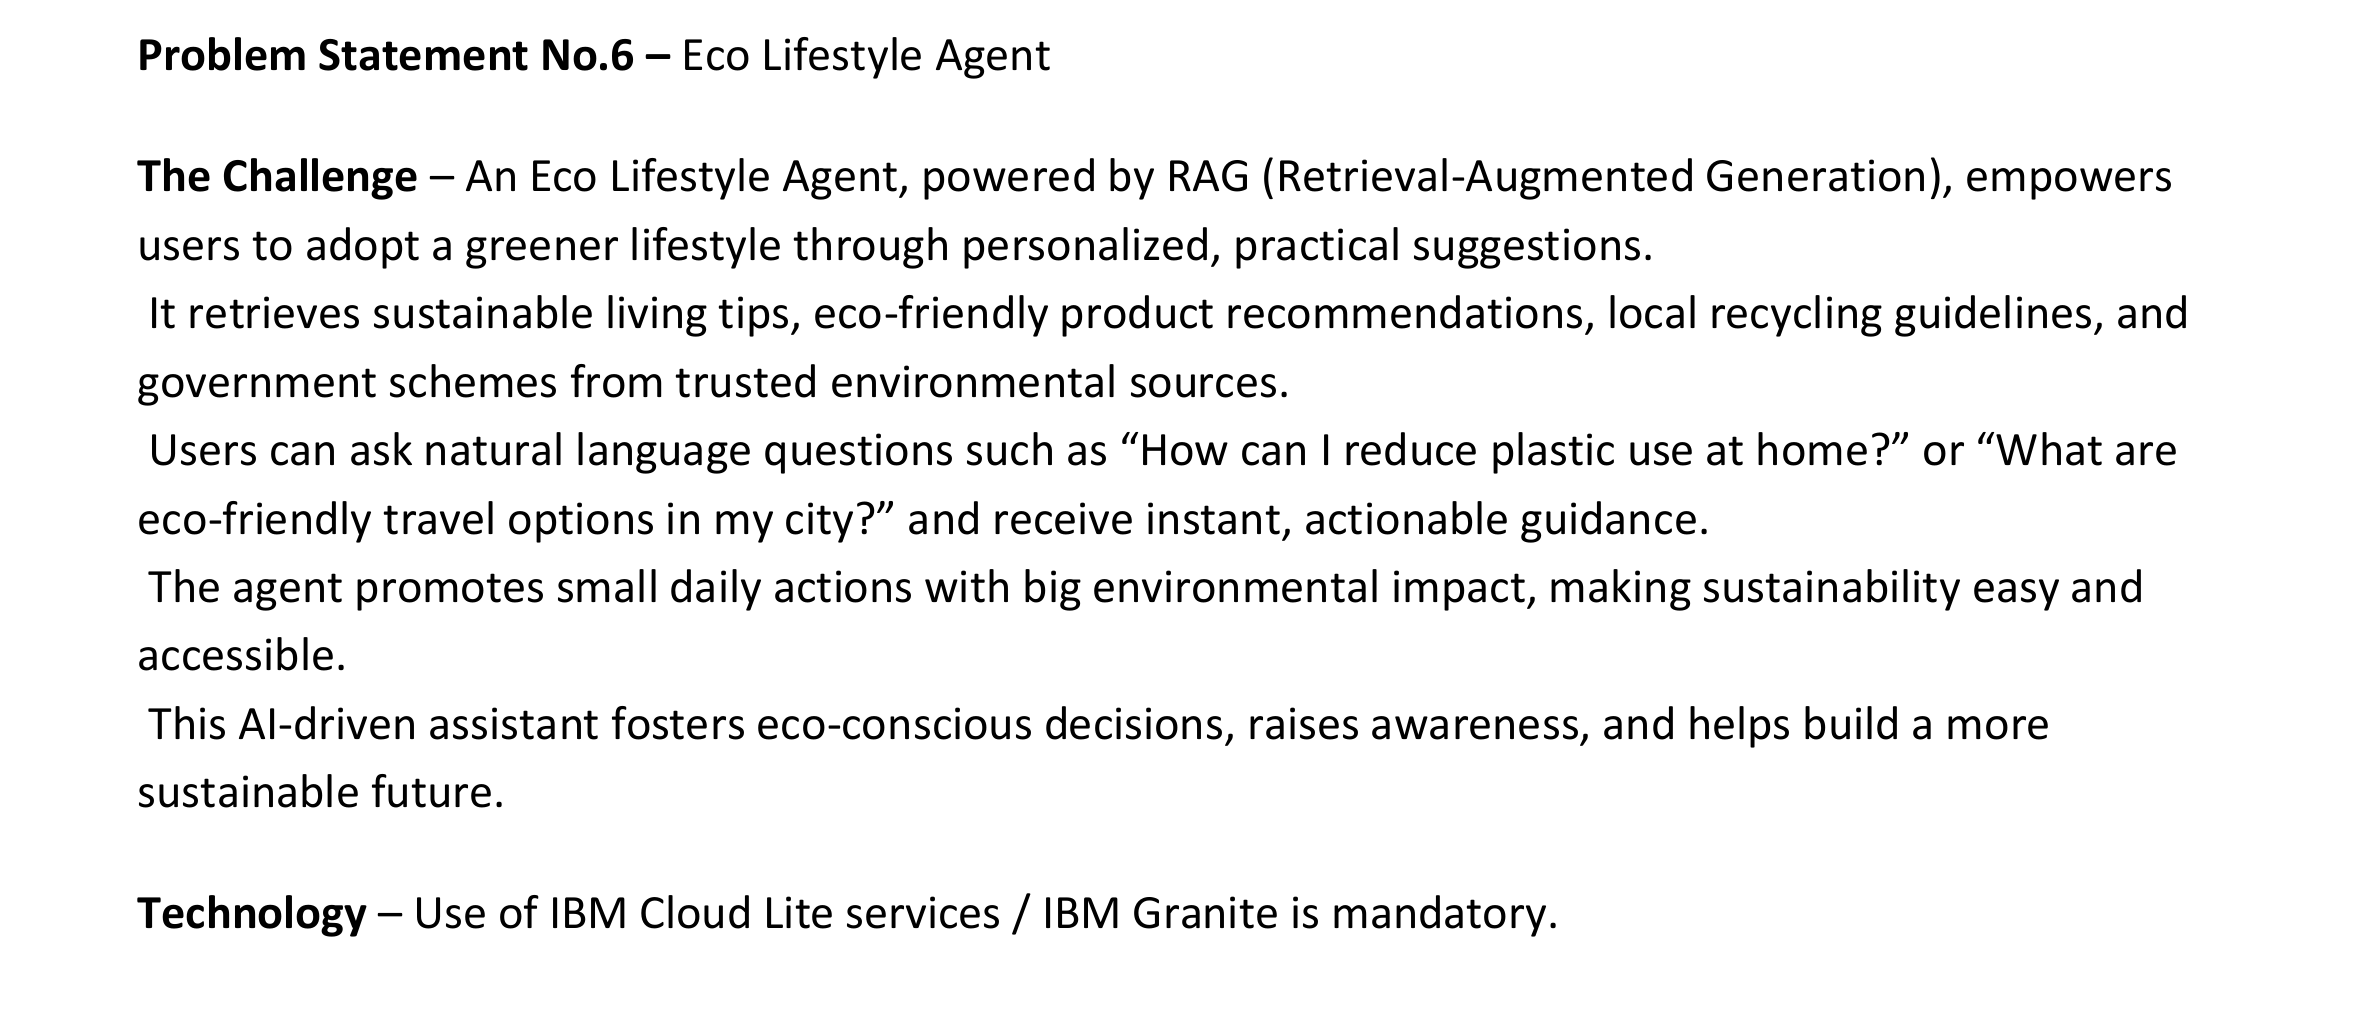 Problem Statement No.6 – Eco Lifestyle Agent
The Challenge – An Eco Lifestyle Agent, powered by RAG (Retrieval-Augmented Generation), empowers
users to adopt a greener lifestyle through personalized, practical suggestions.
It retrieves sustainable living tips, eco-friendly product recommendations, local recycling guidelines, and
government schemes from trusted environmental sources.
Users can ask natural language questions such as “How can I reduce plastic use at home?” or “What are
eco-friendly travel options in my city?” and receive instant, actionable guidance.
The agent promotes small daily actions with big environmental impact, making sustainability easy and
accessible.
This AI-driven assistant fosters eco-conscious decisions, raises awareness, and helps build a more
sustainable future.
Technology – Use of IBM Cloud Lite services / IBM Granite is mandatory.